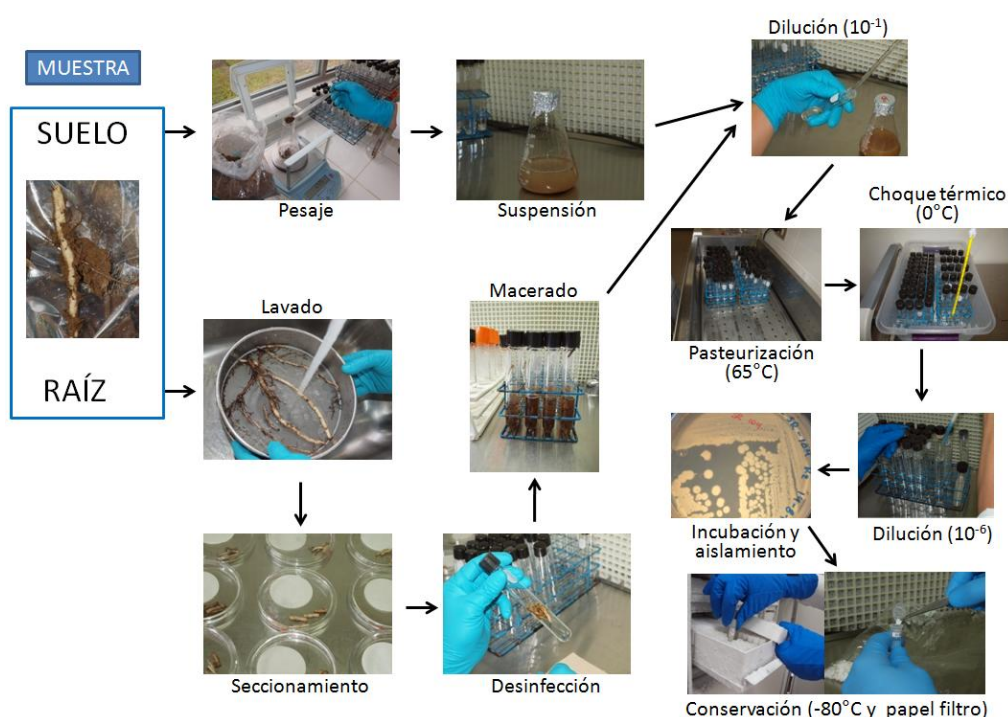 MUESTRA
SUELO
RAÍZ
Pesaje
Suspensión
Dilución (10⁻¹)
Choque térmico
(0°C)
Pasteurización
(65°C)
Lavado
Macerado
Seccionamiento
Desinfección
Incubación y
aislamiento
Dilución (10⁻⁶)
Conservación (-80°C y papel filtro)